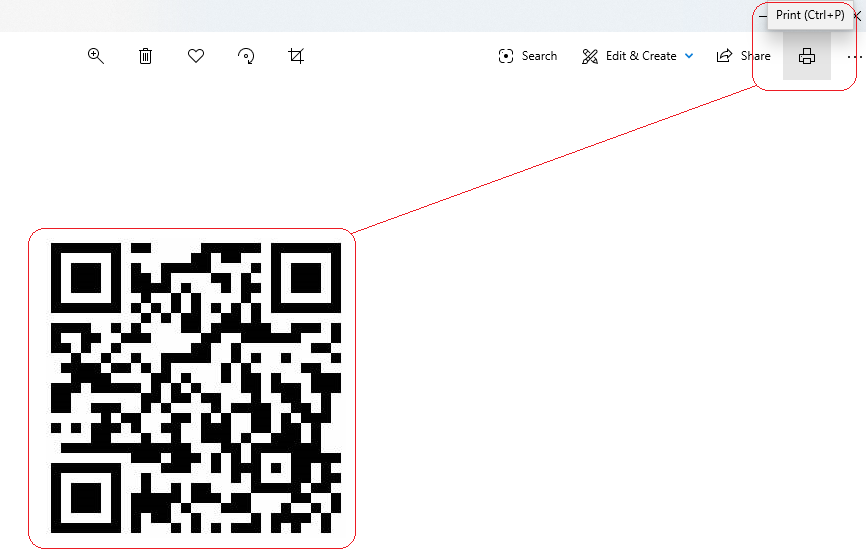 Print (Ctrl+P)
Search
Edit & Create
Share